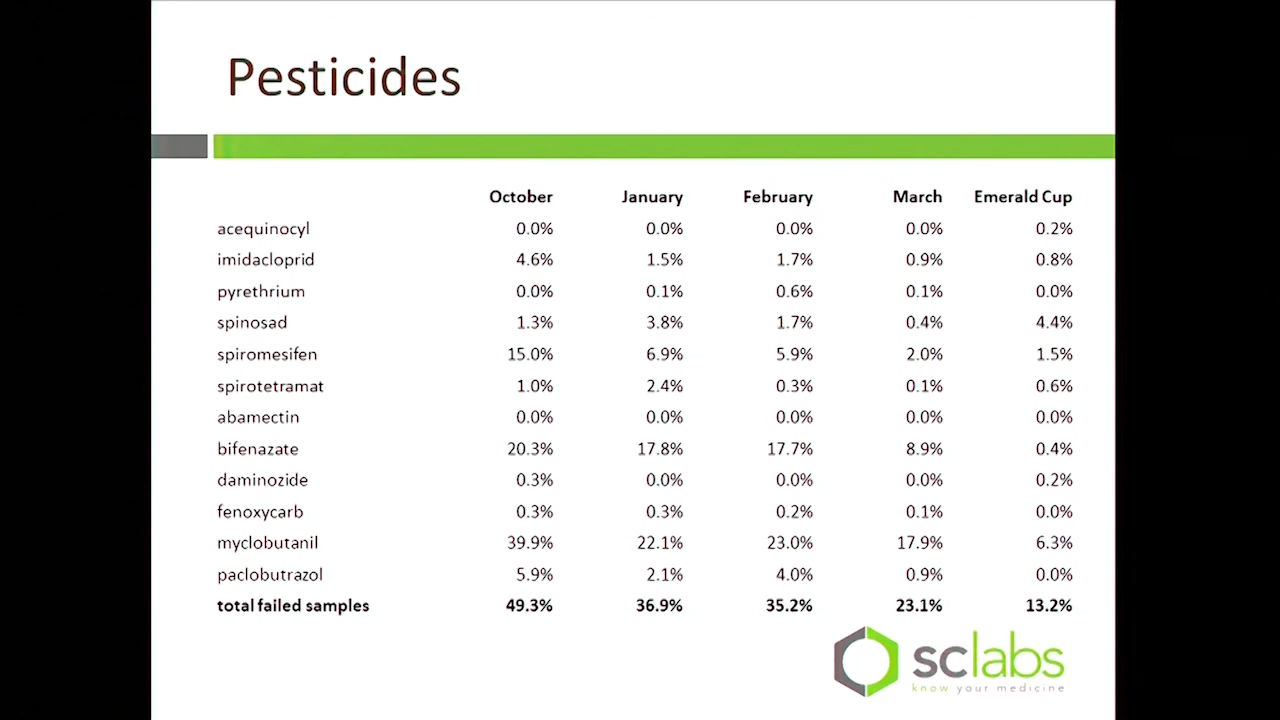 Pesticides
October January February March Emerald Cup
acequinocyl 0.0% 0.0% 0.0% 0.0% 0.2%
imidacloprid 4.6% 1.5% 1.7% 0.9% 0.8%
pyrethrium 0.0% 0.1% 0.6% 0.1% 0.0%
spinosad 1.3% 3.8% 1.7% 0.4% 4.4%
spiromesifen 15.0% 6.9% 5.9% 2.0% 1.5%
spirotetramat 1.0% 2.4% 0.3% 0.1% 0.6%
abamectin 0.0% 0.0% 0.0% 0.0% 0.0%
bifenazate 20.3% 17.8% 17.7% 8.9% 0.4%
daminozide 0.3% 0.0% 0.0% 0.0% 0.2%
fenoxycarb 0.3% 0.3% 0.2% 0.1% 0.0%
myclobutanil 39.9% 22.1% 23.0% 17.9% 6.3%
paclobutrazol 5.9% 2.1% 4.0% 0.9% 0.0%
total failed samples 49.3% 36.9% 35.2% 23.1% 13.2%
sclabs
know your medicine